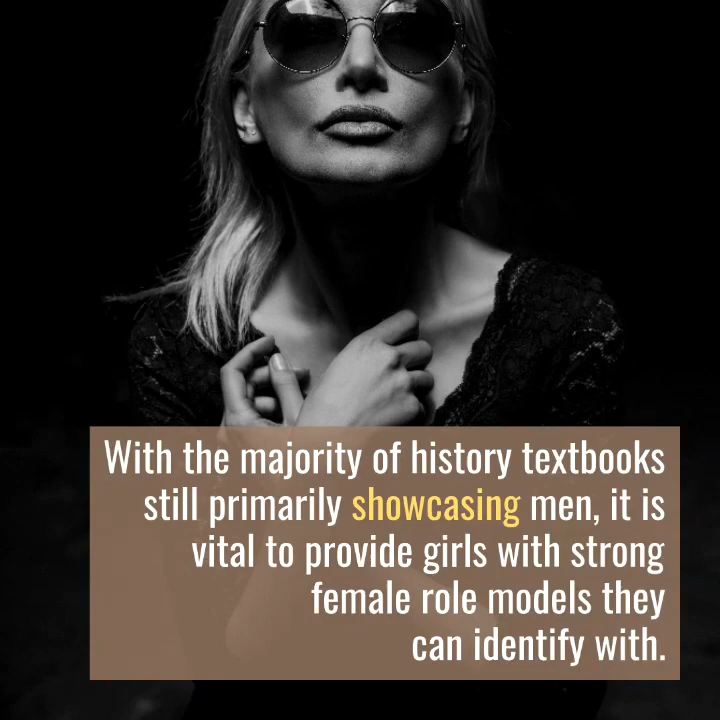 With the majority of history textbooks
still primarily showcasing men, it is
vital to provide girls with strong
female role models they
can identify with.